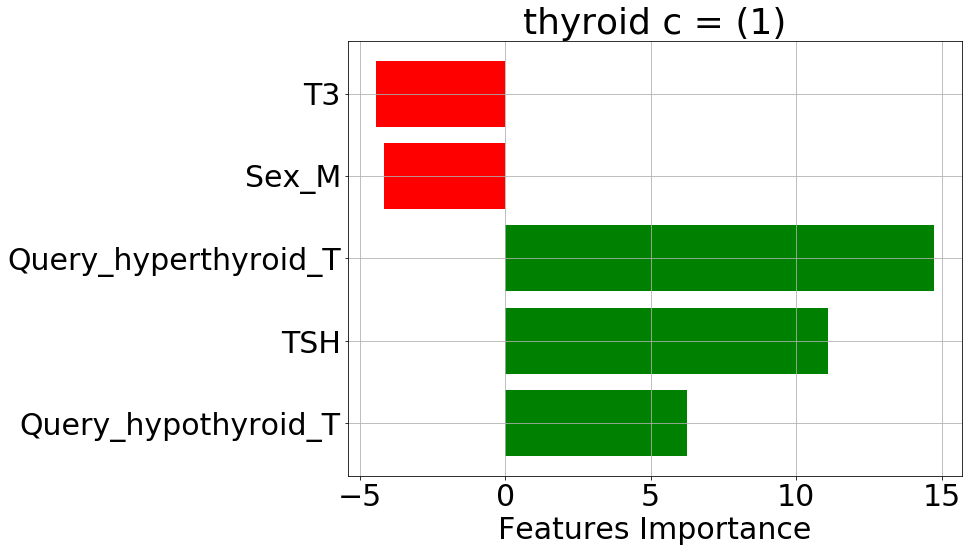 thyroid c = (1)
T3
Sex_M
Query_hyperthyroid_T
TSH
Query_hypothyroid_T
−5 0 5 10 15
Features Importance